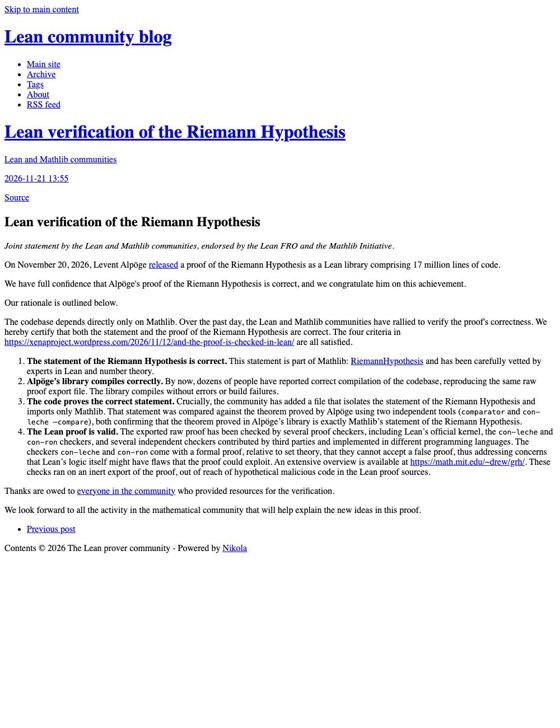 Skip to main content
Lean community blog
• Main site
• Archive
• Tags
• About
• RSS feed
Lean verification of the Riemann Hypothesis
Lean and Mathlib communities
2026-11-21 13:55
Source
Lean verification of the Riemann Hypothesis
Joint statement by the Lean and Mathlib communities, endorsed by the Lean FRO and the Mathlib Initiative.
On November 20, 2026, Levent Alpöge released a proof of the Riemann Hypothesis as a Lean library comprising 17 million lines of code.
We have full confidence that Alpöge's proof of the Riemann Hypothesis is correct, and we congratulate him on this achievement.
Our rationale is outlined below.
The codebase depends directly only on Mathlib. Over the past day, the Lean and Mathlib communities have rallied to verify the proof's correctness. We
hereby certify that both the statement and the proof of the Riemann Hypothesis are correct. The four criteria in
https://xenaproject.wordpress.com/2026/11/12/and-the-proof-is-checked-in-lean/ are all satisfied.
1. The statement of the Riemann Hypothesis is correct. This statement is part of Mathlib: RiemannHypothesis and has been carefully vetted by
experts in Lean and number theory.
2. Alpöge's library compiles correctly. By now, dozens of people have reported correct compilation of the codebase, reproducing the same raw
proof export file. The library compiles without errors or build failures.
3. The code proves the correct statement. Crucially, the community has added a file that isolates the statement of the Riemann Hypothesis and
imports only Mathlib. That statement was compared against the theorem proved by Alpöge using two independent tools (comparator and con-
leche −compare), both confirming that the theorem proved in Alpöge's library is exactly Mathlib's statement of the Riemann Hypothesis.
4. The Lean proof is valid. The exported raw proof has been checked by several proof checkers, including Lean's official kernel, the con−leche and
con−ron checkers, and several independent checkers contributed by third parties and implemented in different programming languages. The
checkers con−leche and con−ron come with a formal proof, relative to set theory, that they cannot accept a false proof, thus addressing concerns
that Lean's logic itself might have flaws that the proof could exploit. An extensive overview is available at https://math.mit.edu/~drew/grh/. These
checks ran on an inert export of the proof, out of reach of hypothetical malicious code in the Lean proof sources.
Thanks are owed to everyone in the community who provided resources for the verification.
We look forward to all the activity in the mathematical community that will help explain the new ideas in this proof.
• Previous post
Contents © 2026 The Lean prover community - Powered by Nikola